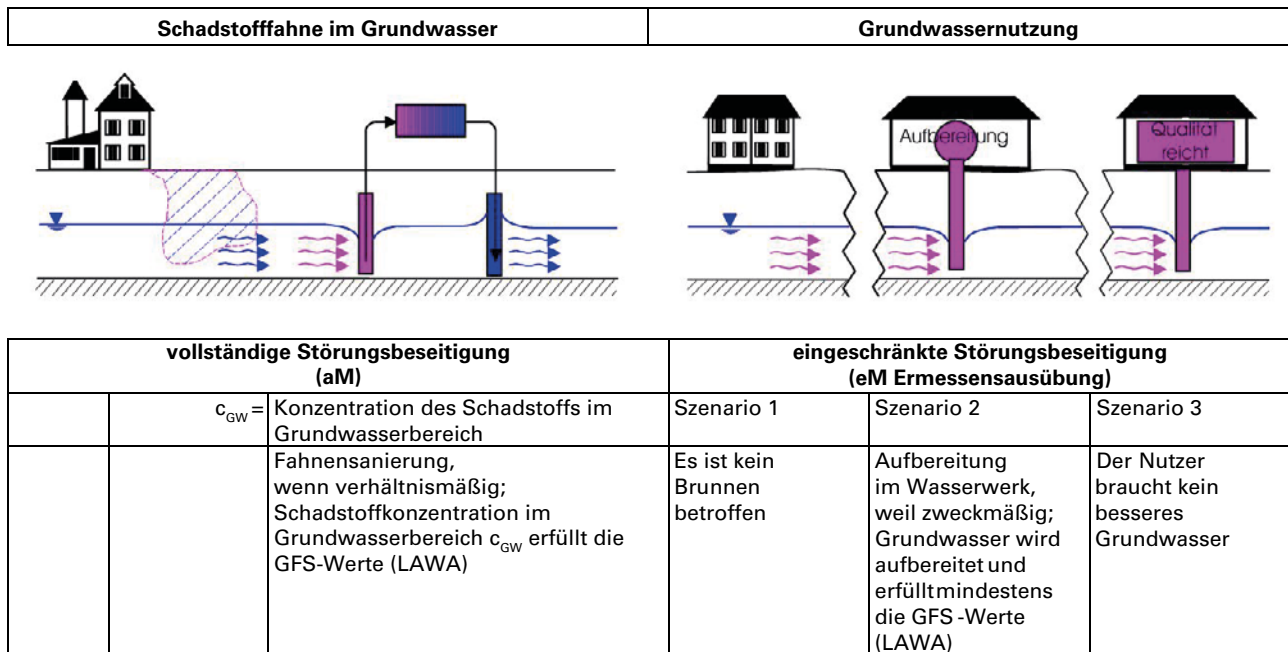 Schadstofffahne im Grundwasser
Grundwassernutzung
Aufbereitung
Qualität
reicht
vollständige Störungsbeseitigung
(aM)
eingeschränkte Störungsbeseitigung
(eM Ermessensausübung)
c_GW = Konzentration des Schadstoffs im
Grundwasserbereich
Szenario 1
Szenario 2
Szenario 3
Fahnensanierung,
wenn verhältnismäßig;
Schadstoffkonzentration im
Grundwasserbereich c_GW erfüllt die
GFS-Werte (LAWA)
Es ist kein
Brunnen
betroffen
Aufbereitung
im Wasserwerk,
weil zweckmäßig;
Grundwasser wird
aufbereitet und
erfülltmindestens
die GFS -Werte
(LAWA)
Der Nutzer
braucht kein
besseres
Grundwasser